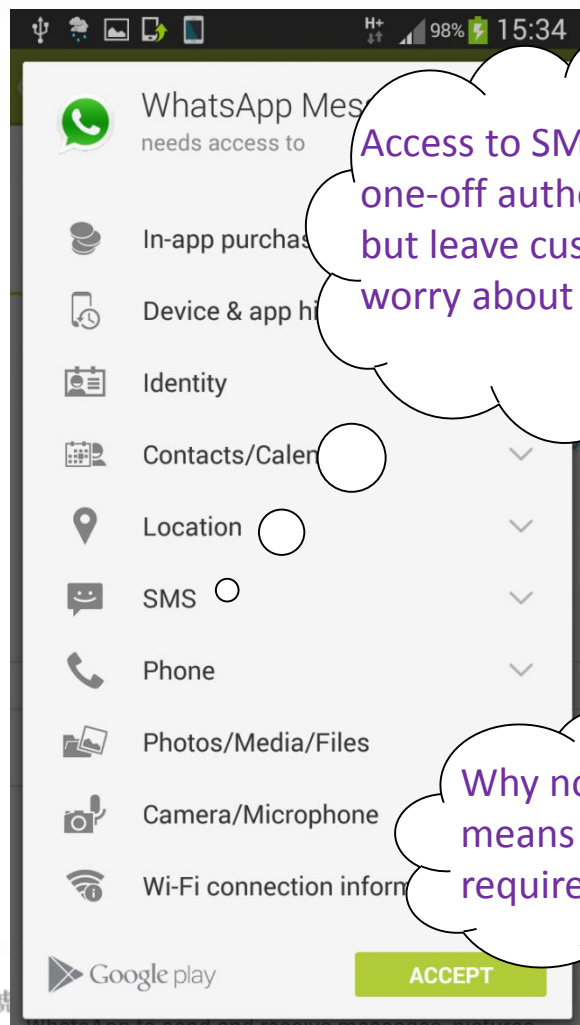 H+ 98% 15:34
WhatsApp Mes
needs access to
Access to SM
one-off auth
but leave cus
worry about
In-app purchas
Device & app hi
Identity
Contacts/Calen
Location
SMS
Phone
Photos/Media/Files
Camera/Microphone
Wi-Fi connection inform
Why no
means
require
Google play
ACCEPT